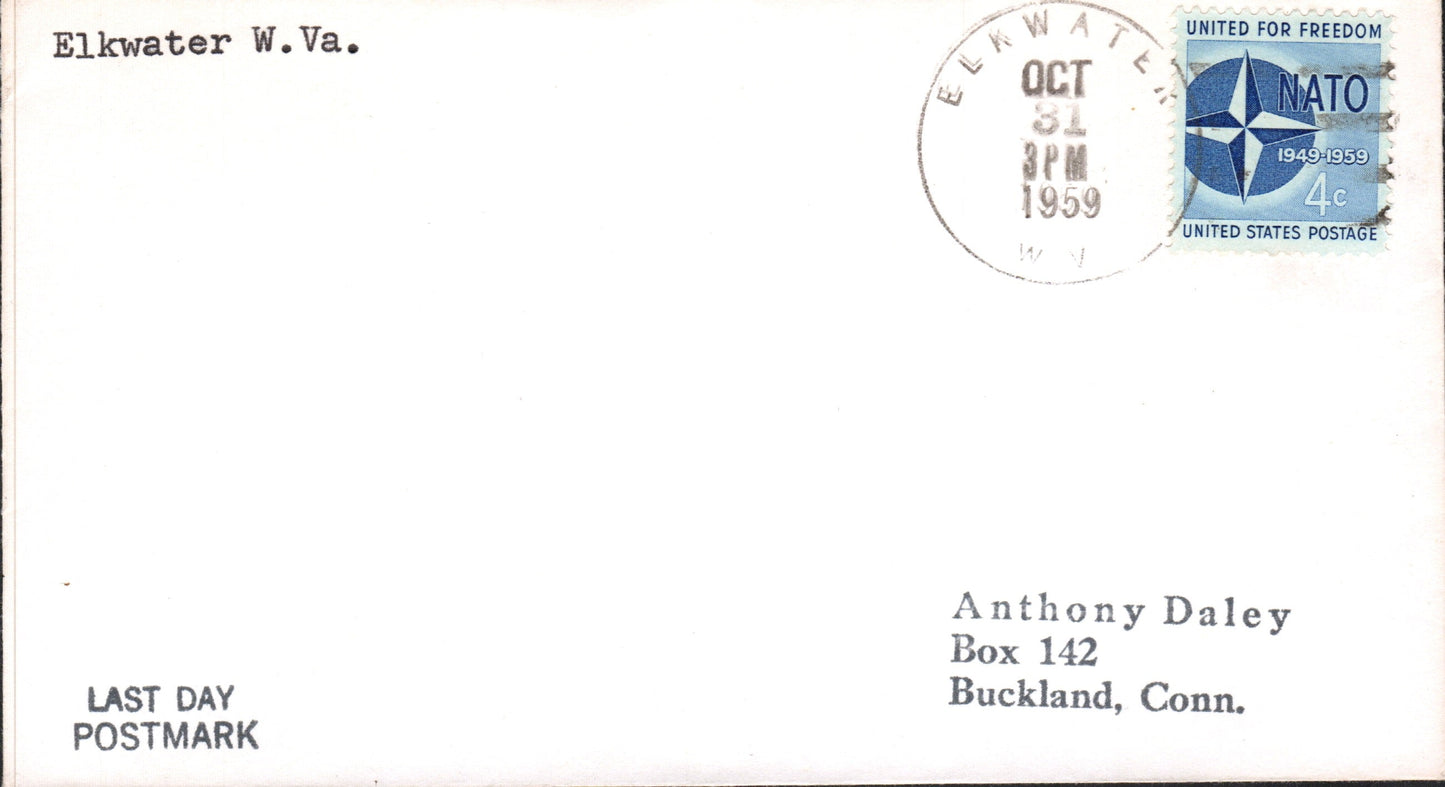 Elkwater W.Va.
ELKWATER
OCT
31
3PM
1959
W V
UNITED FOR FREEDOM
NATO
1949-1959
4c
UNITED STATES POSTAGE
Anthony Daley
Box 142
Buckland, Conn.
LAST DAY
POSTMARK